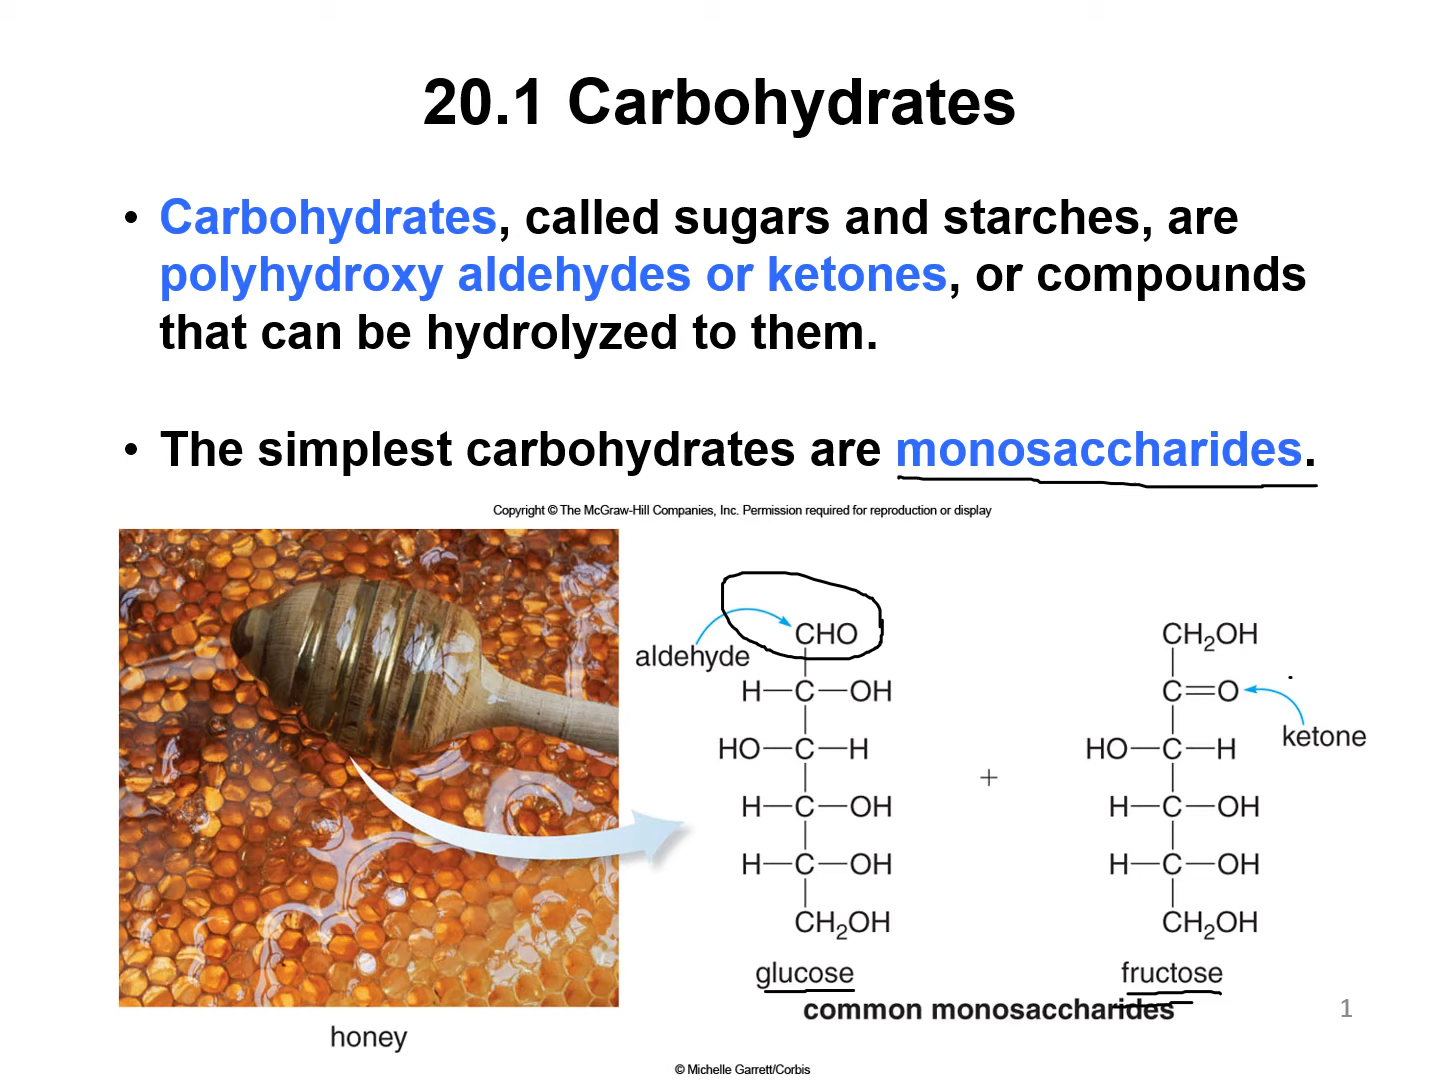 20.1 Carbohydrates
• Carbohydrates, called sugars and starches, are
polyhydroxy aldehydes or ketones, or compounds
that can be hydrolyzed to them.
• The simplest carbohydrates are monosaccharides.
Copyright © The McGraw-Hill Companies, Inc. Permission required for reproduction or display
aldehyde
CHO
H—C—OH
HO—C—H
H—C—OH
H—C—OH
CH₂OH
glucose
+
CH₂OH
C=O
ketone
HO—C—H
H—C—OH
H—C—OH
CH₂OH
fructose
common monosaccharides
honey
1
© Michelle Garrett/Corbis